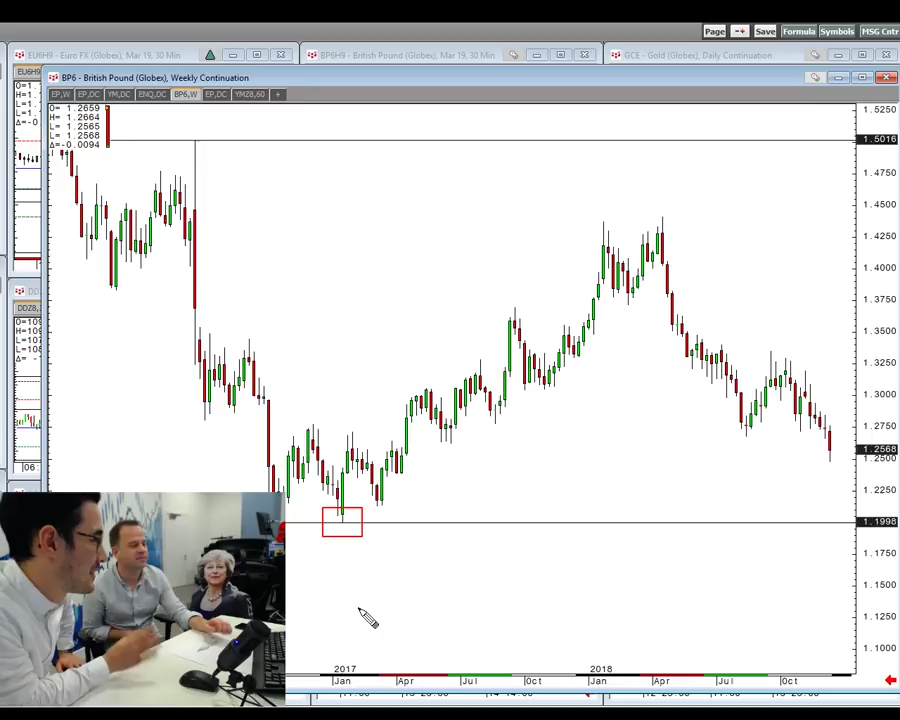 Page
Save
Formula
Symbols
MSG Cntr
EU6H9 - Euro FX (Globex), Mar 19, 30 Min
BP6H9 - British Pound (Globex), Mar 19, 30 Min
GCE - Gold (Globex), Daily Continuation
EU6H9
BP6 - British Pound (Globex), Weekly Continuation
EP,W
EP,DC
YM,DC
ENQ,DC
BP6,W
EP,DC
YMZ8,60
+
O= 1.2659
H= 1.2664
L= 1.2565
L= 1.2568
Δ=-0.0094
1.5250
1.5016
1.4750
1.4500
1.4250
1.4000
1.3750
1.3500
1.3250
1.3000
1.2750
1.2568
1.2500
1.2250
1.1998
1.1750
1.1500
1.1250
1.1000
2017
2018
Jan
Apr
Jul
Oct
Jan
Apr
Jul
Oct